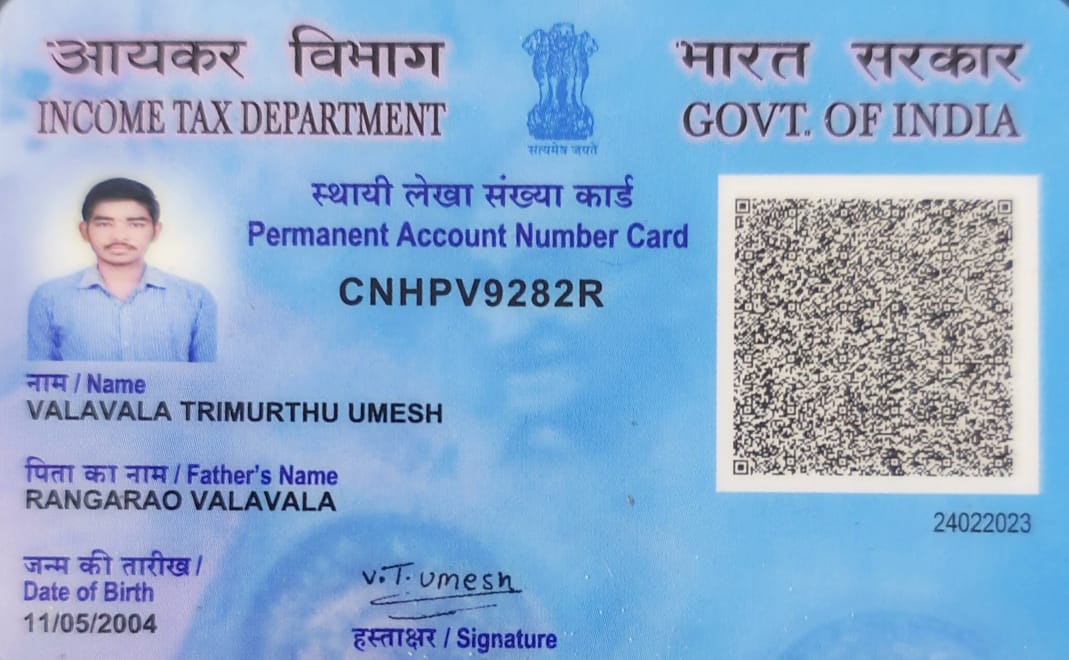 आयकर विभाग
INCOME TAX DEPARTMENT
सत्यमेव जयते
भारत सरकार
GOVT. OF INDIA
स्थायी लेखा संख्या कार्ड
Permanent Account Number Card
CNHPV9282R
नाम / Name
VALAVALA TRIMURTHU UMESH
पिता का नाम / Father's Name
RANGARAO VALAVALA
24022023
जन्म की तारीख /
Date of Birth
11/05/2004
V.T. Umesh
हस्ताक्षर / Signature